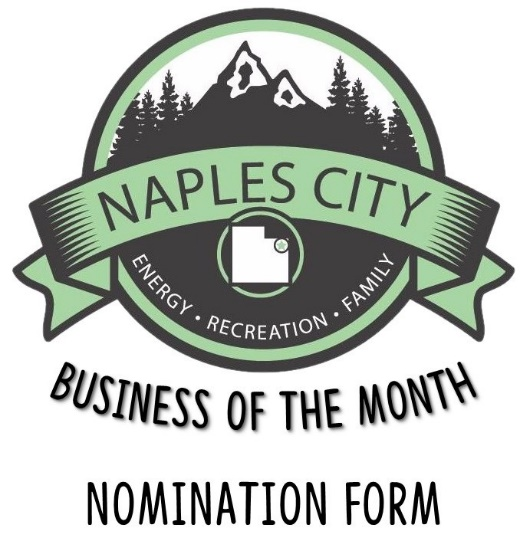 NAPLES CITY
ENERGY • RECREATION • FAMILY
BUSINESS OF THE MONTH
NOMINATION FORM